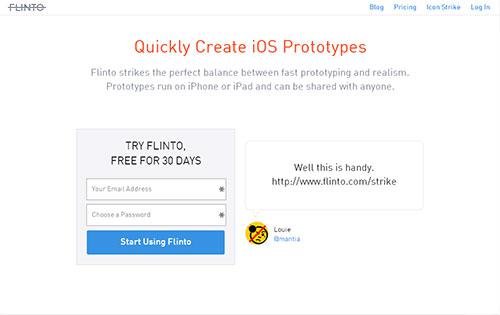 FLINTO
Blog Pricing Icon Strike Log In
Quickly Create iOS Prototypes
Flinto strikes the perfect balance between fast prototyping and realism.
Prototypes run on iPhone or iPad and can be shared with anyone.
TRY FLINTO,
FREE FOR 30 DAYS
Your Email Address
Choose a Password
Start Using Flinto
Well this is handy.
http://www.flinto.com/strike
Louie
@mantia